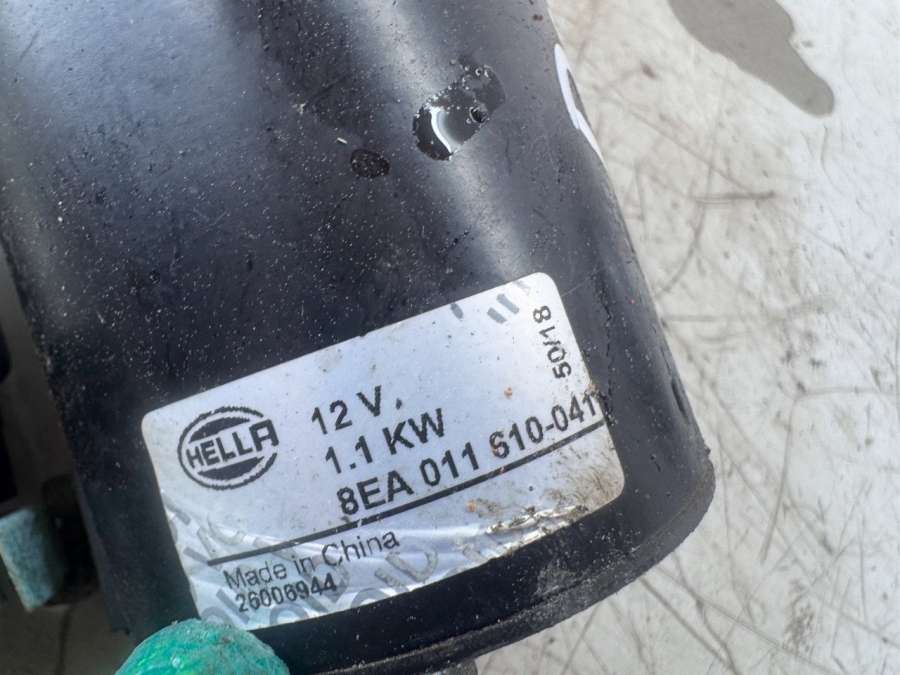 50/18
HELLA
12 V.
1.1 KW
8EA 011 610-041
Made in China
26006944